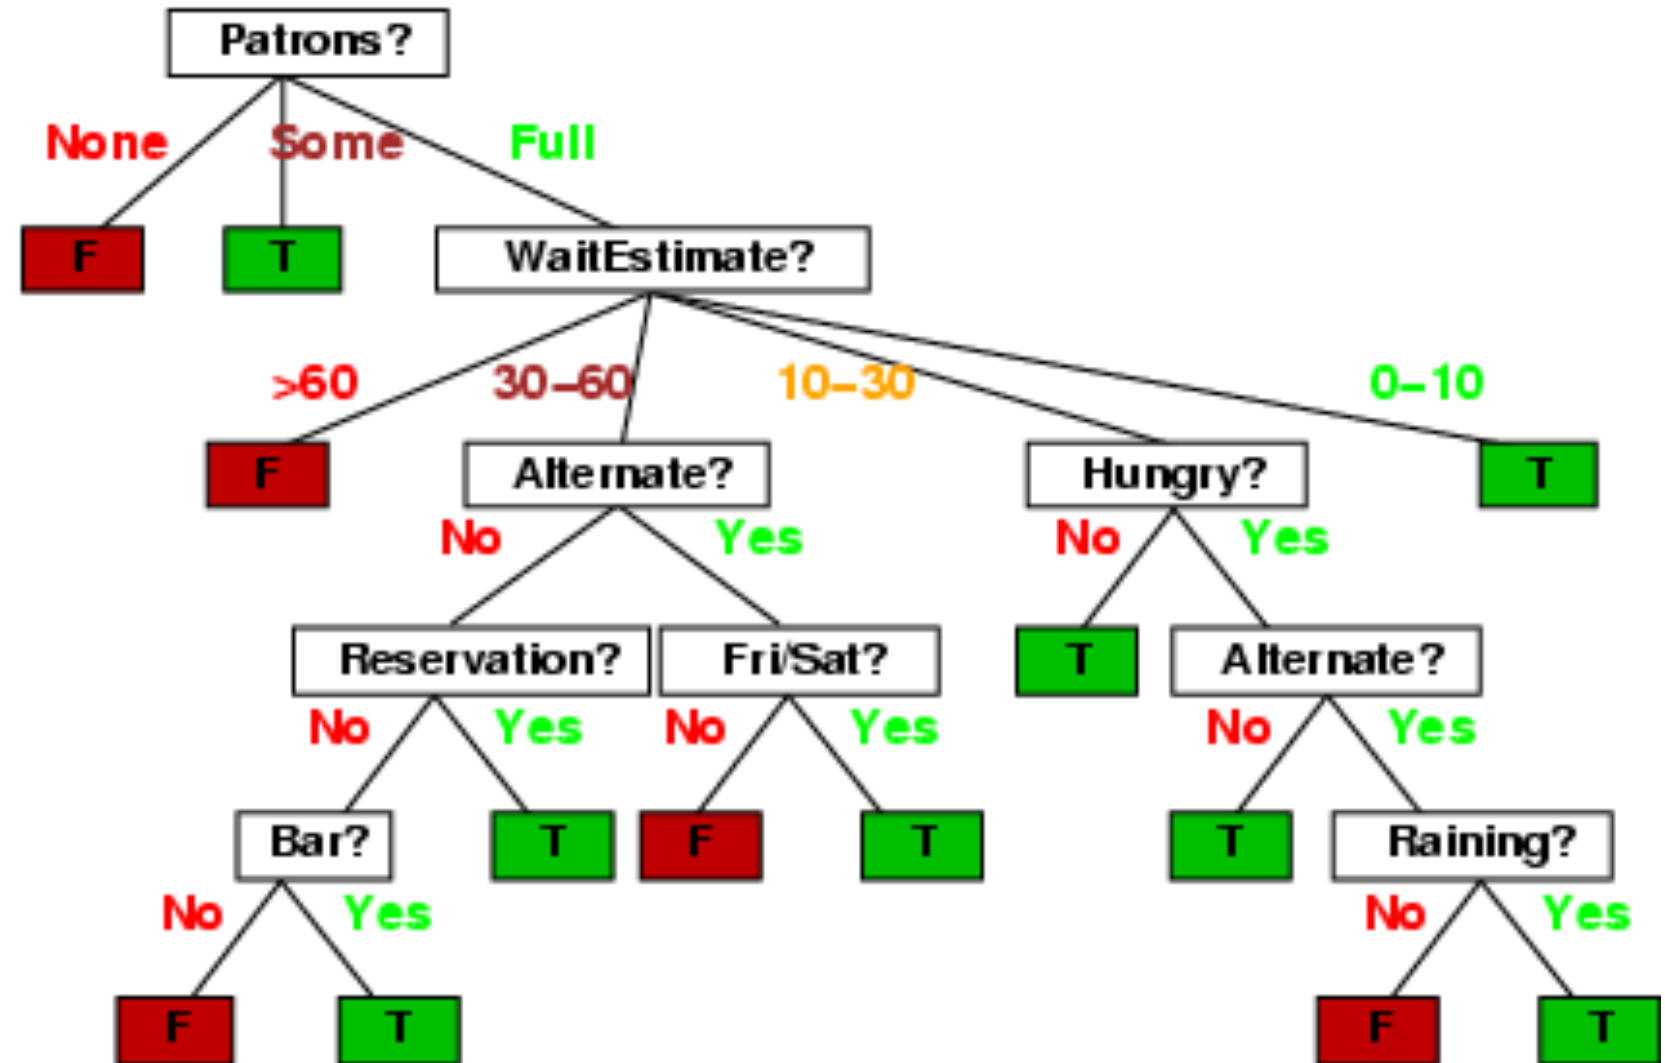 Patrons?
None Some Full
F T WaitEstimate?
>60 30–60 10–30 0–10
F Alternate? Hungry? T
No Yes No Yes
Reservation? Fri/Sat? T Alternate?
No Yes No Yes No Yes
Bar? T F T T Raining?
No Yes No Yes
F T F T